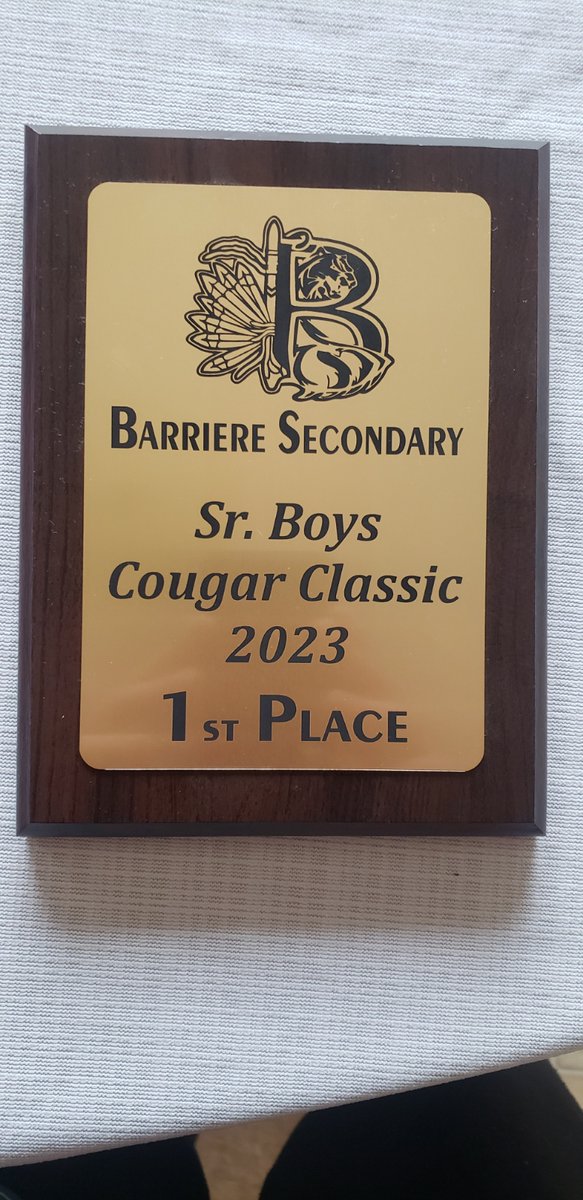 BARRIERE SECONDARY
Sr. Boys
Cougar Classic
2023
1ST PLACE